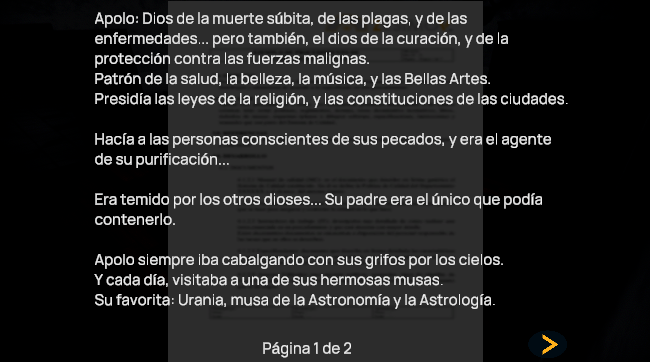 Apolo: Dios de la muerte súbita, de las plagas, y de las
enfermedades... pero también, el dios de la curación, y de la
protección contra las fuerzas malignas.
Patrón de la salud, la belleza, la música, y las Bellas Artes.
Presidía las leyes de la religión, y las constituciones de las ciudades.
Hacía a las personas conscientes de sus pecados, y era el agente
de su purificación...
Era temido por los otros dioses... Su padre era el único que podía
contenerlo.
Apolo siempre iba cabalgando con sus grifos por los cielos.
Y cada día, visitaba a una de sus hermosas musas.
Su favorita: Urania, musa de la Astronomía y la Astrología.
Página 1 de 2